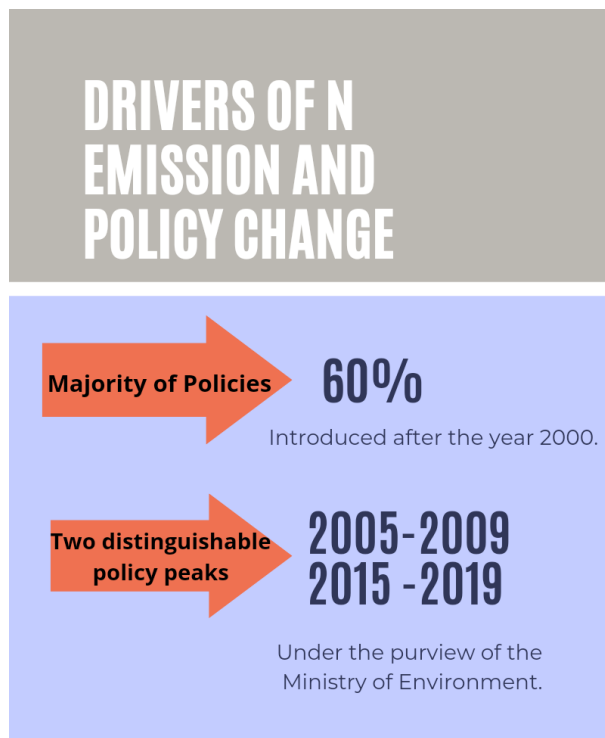 DRIVERS OF N
EMISSION AND
POLICY CHANGE
Majority of Policies
60%
Introduced after the year 2000.
Two distinguishable
policy peaks
2005-2009
2015 -2019
Under the purview of the
Ministry of Environment.